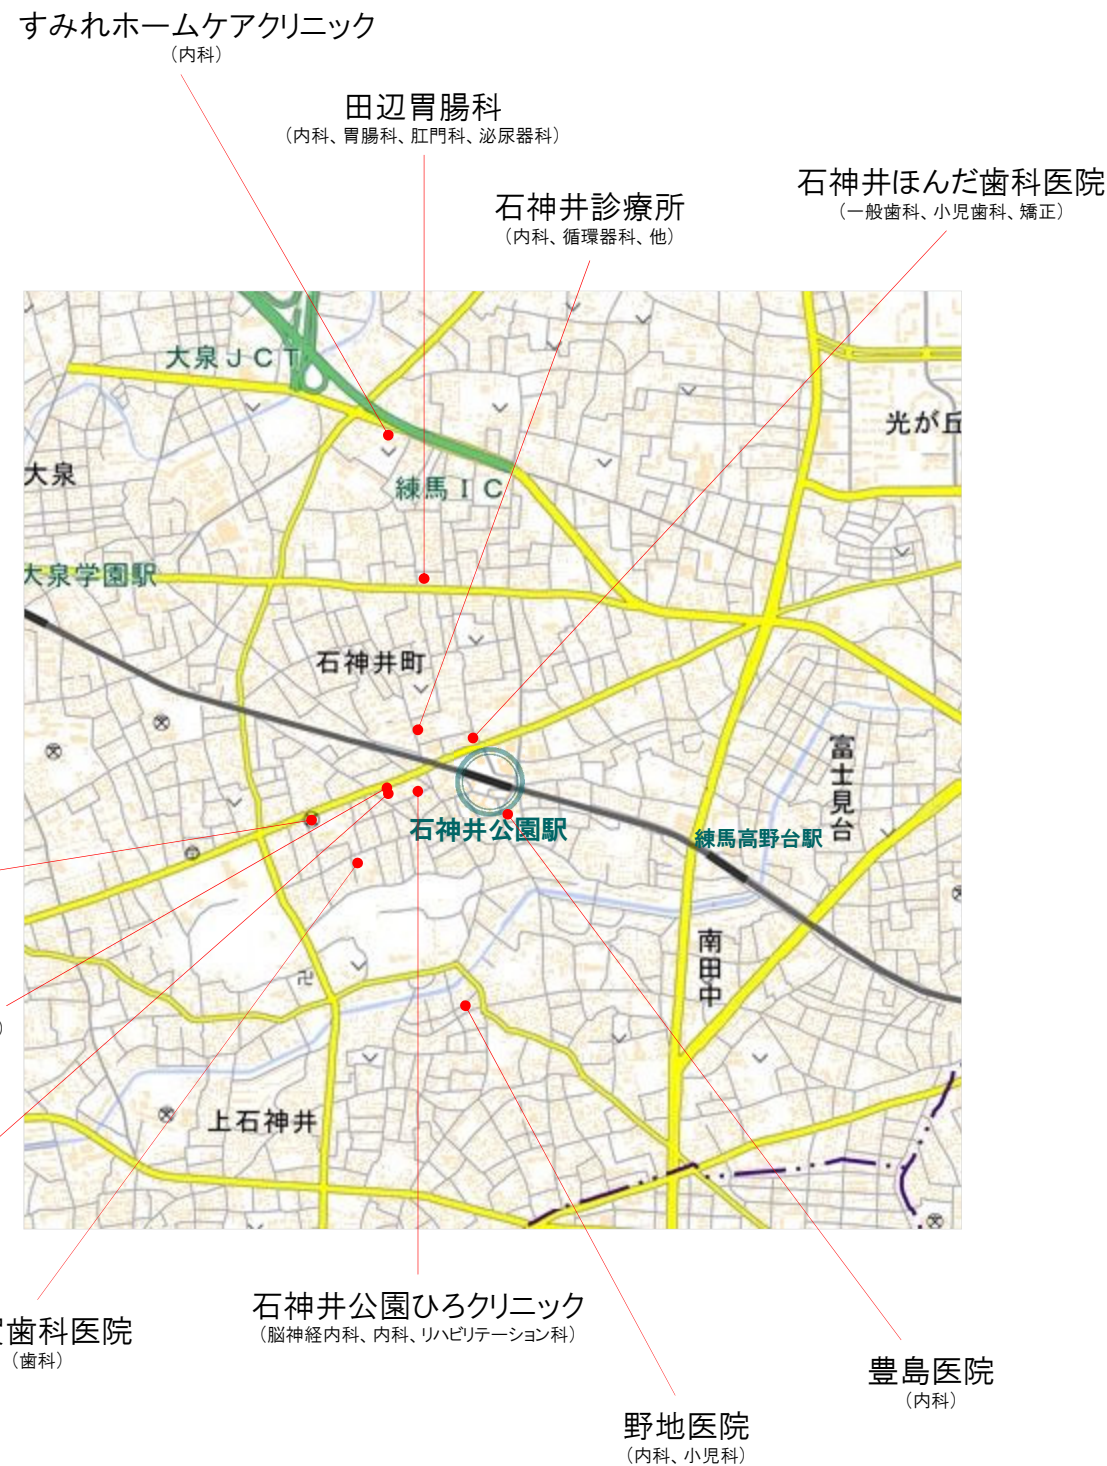 すみれホームケアクリニック
（内科）
田辺胃腸科
（内科、胃腸科、肛門科、泌尿器科）
石神井ほんだ歯科医院
（一般歯科、小児歯科、矯正）
石神井診療所
（内科、循環器科、他）
大泉ＪＣＴ
光が丘
大泉
練馬ＩＣ
大泉学園駅
石神井町
富士見台
石神井公園駅
練馬高野台駅
南田中
上石神井
石神井公園ひろクリニック
（脳神経内科、内科、リハビリテーション科）
歯科医院
（歯科）
豊島医院
（内科）
野地医院
（内科、小児科）